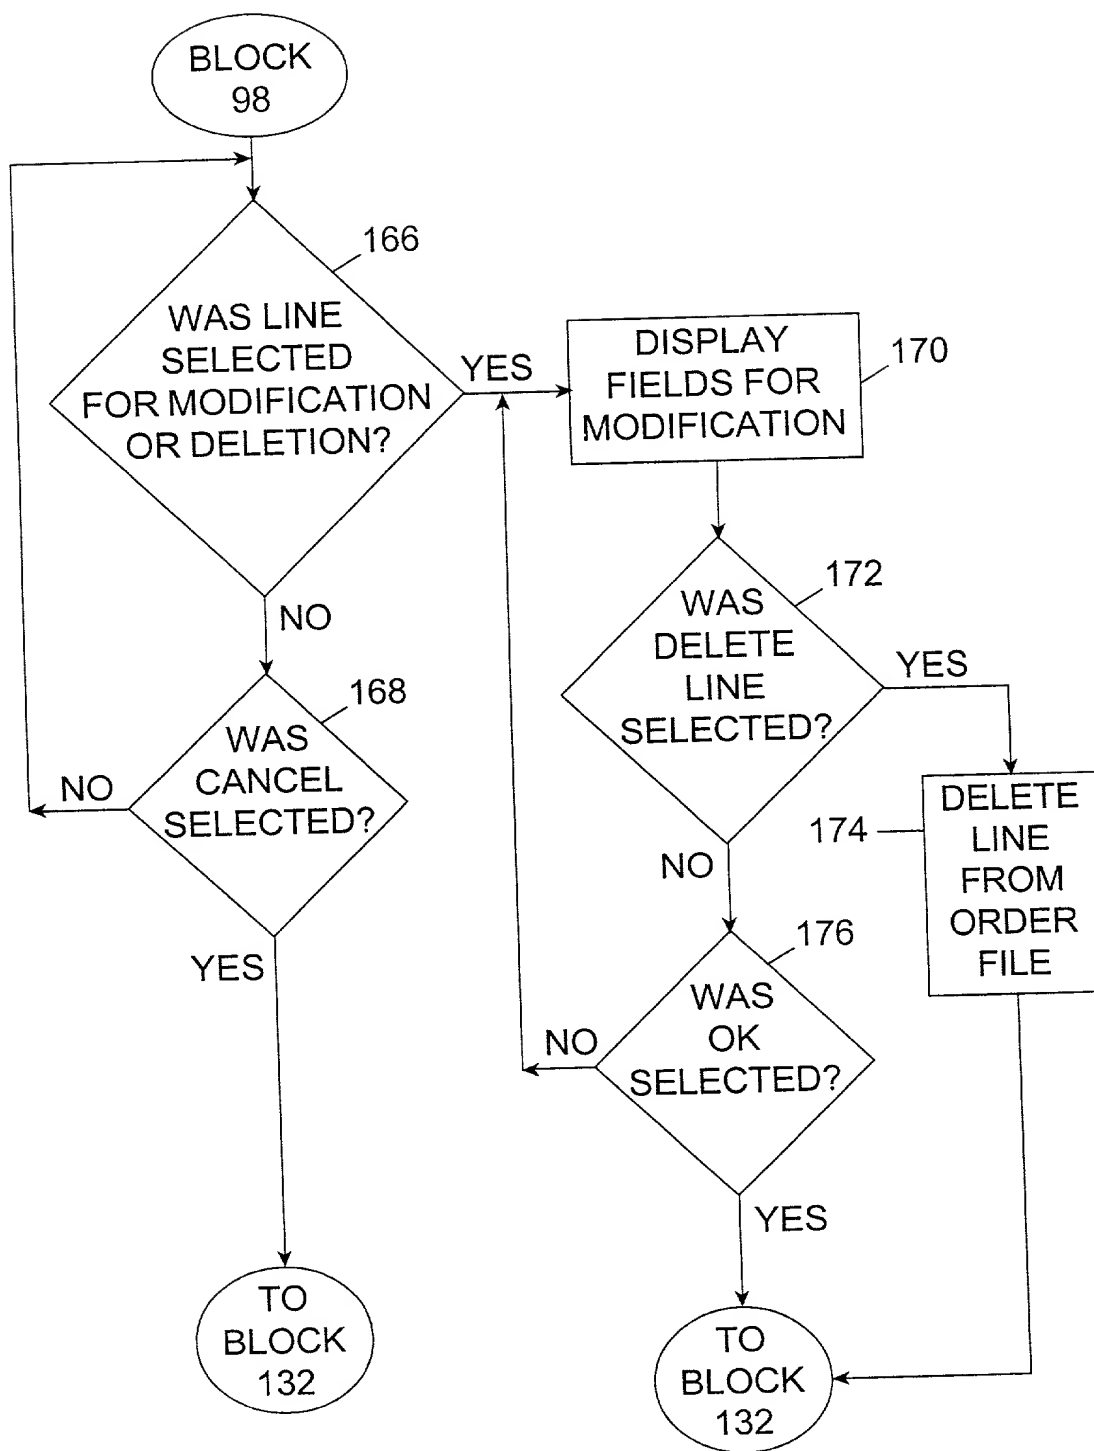 BLOCK
98
166
WAS LINE
SELECTED
FOR MODIFICATION
OR DELETION?
YES
DISPLAY
FIELDS FOR
MODIFICATION
170
NO
172
WAS
DELETE
LINE
SELECTED?
YES
168
WAS
CANCEL
SELECTED?
NO
YES
174
DELETE
LINE
FROM
ORDER
FILE
NO
176
WAS
OK
SELECTED?
NO
YES
TO
BLOCK
132
TO
BLOCK
132